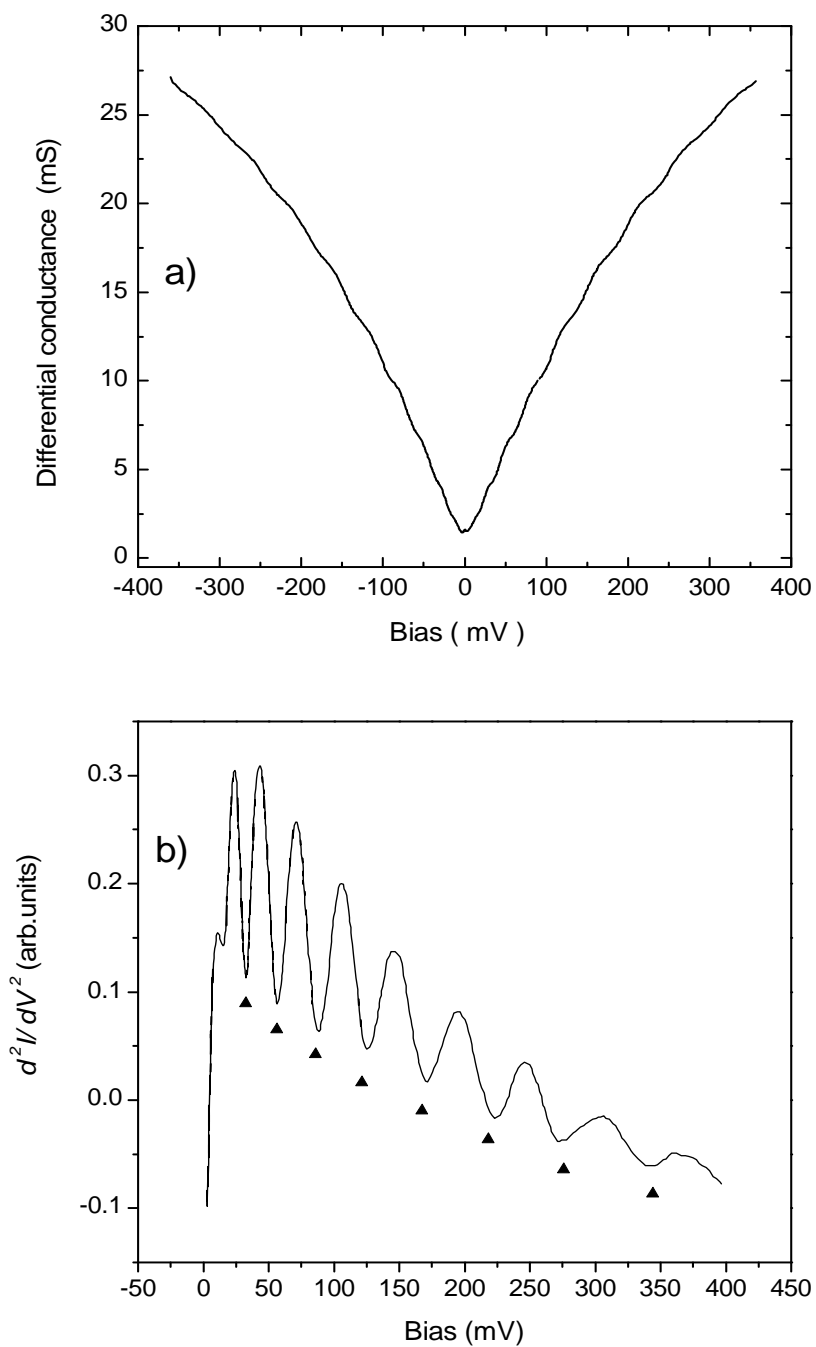 30
25
20
15
10
5
0
Differential conductance (mS)
a)
-400 -300 -200 -100 0 100 200 300 400
Bias ( mV )
0.3
0.2
0.1
0.0
-0.1
d²I/dV² (arb.units)
b)
-50 0 50 100 150 200 250 300 350 400 450
Bias (mV)